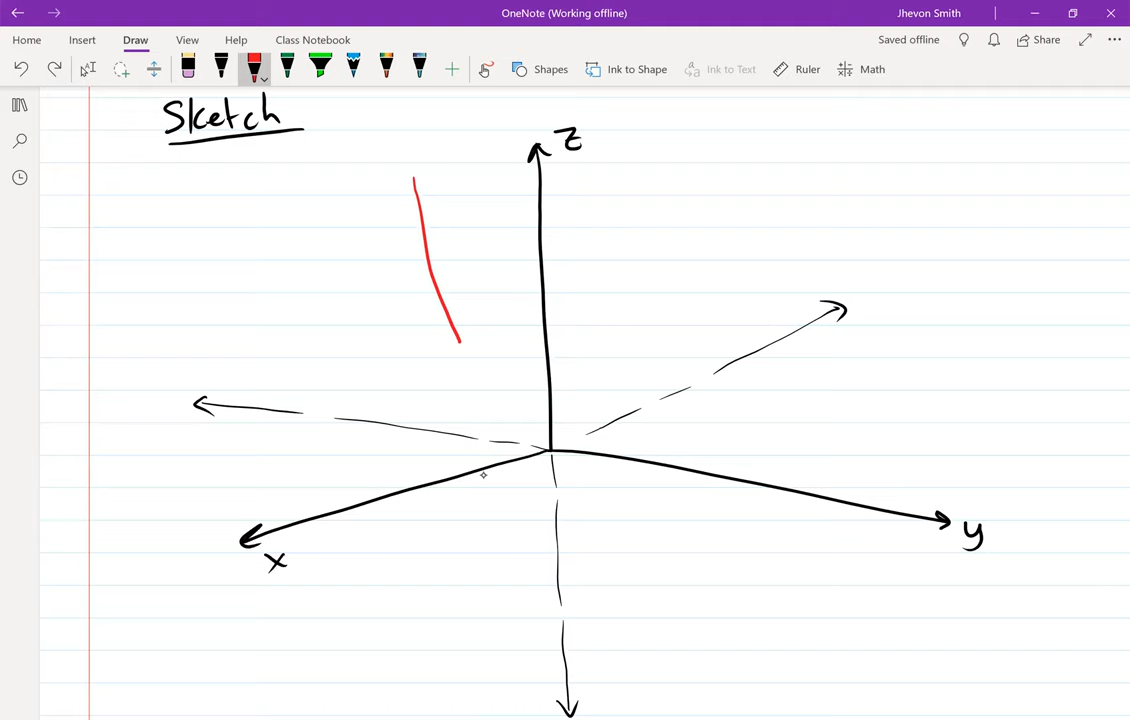 OneNote (Working offline)
Jhevon Smith
Home Insert Draw View Help Class Notebook
Saved offline Share
Shapes Ink to Shape Ink to Text Ruler Math
Sketch
z
y
x